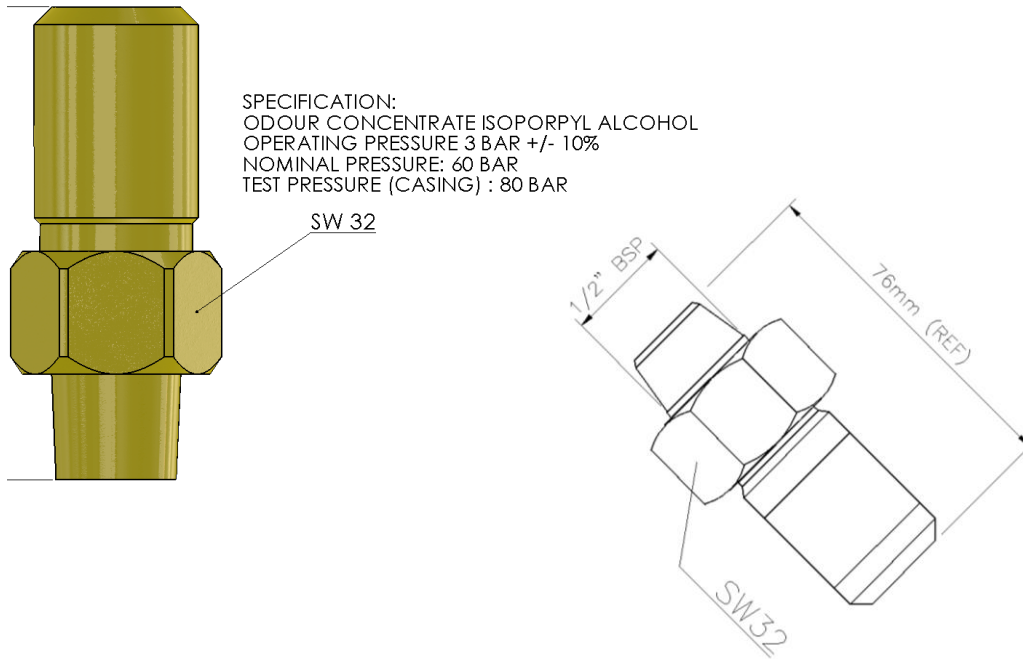 SPECIFICATION:
ODOUR CONCENTRATE ISOPORPYL ALCOHOL
OPERATING PRESSURE 3 BAR +/- 10%
NOMINAL PRESSURE: 60 BAR
TEST PRESSURE (CASING) : 80 BAR
SW 32
1/2" BSP
76mm (REF)
SW32